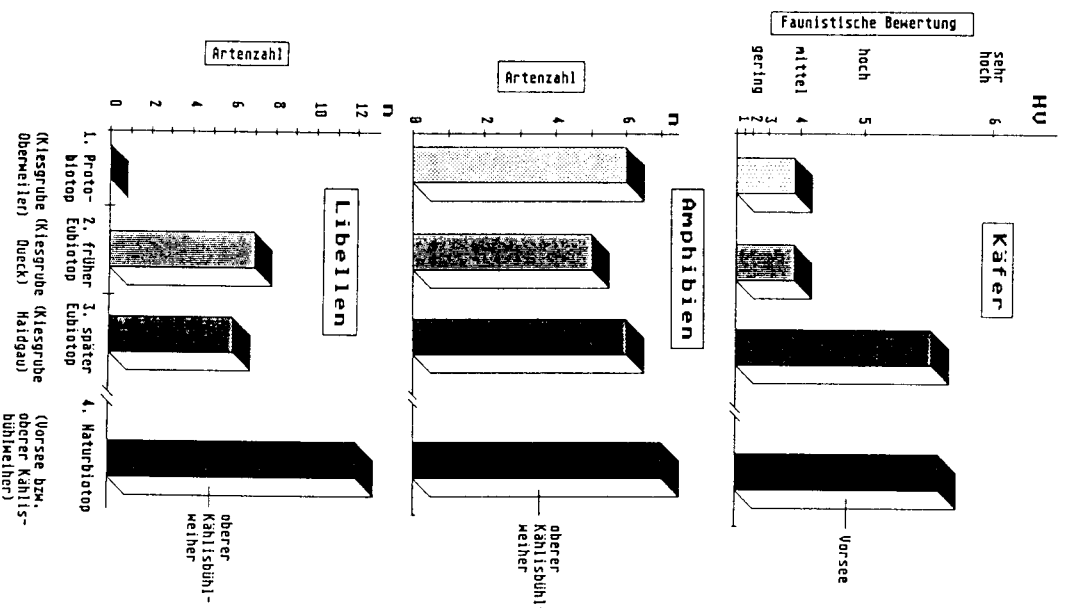 HV
Käfer
Faunistische Bewertung
sehr
hoch
6
hoch
5
mittel
4
gering
3
2
1
Vorsee
Amphibien
Artenzahl
n
6
4
2
0
oberer
Kählisbühl-
weiher
Libellen
Artenzahl
n
12
10
8
6
4
2
0
oberer
Kählisbühl-
weiher
1. Proto- 2. früher 3. später 4. Naturbiotop
biotop Eubiotop Eubiotop
(Kiesgrube (Kiesgrube (Kiesgrube (Vorsee bzw.
Oberweiler) Queck) Haidgau) oberer Kählis-
bühlweiher)